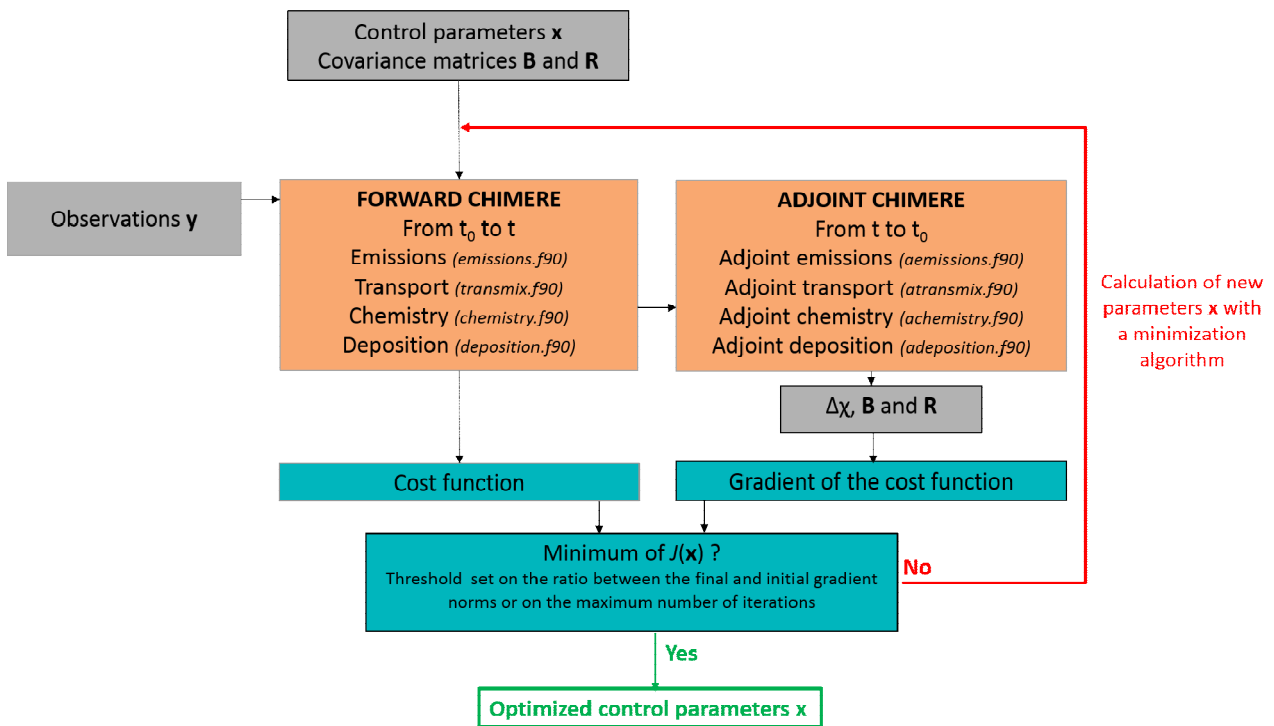 Control parameters x
Covariance matrices B and R
Observations y
FORWARD CHIMERE
From t₀ to t
Emissions (emissions.f90)
Transport (transmix.f90)
Chemistry (chemistry.f90)
Deposition (deposition.f90)
ADJOINT CHIMERE
From t to t₀
Adjoint emissions (aemissions.f90)
Adjoint transport (atransmix.f90)
Adjoint chemistry (achemistry.f90)
Adjoint deposition (adeposition.f90)
Calculation of new
parameters x with
a minimization
algorithm
Δχ, B and R
Cost function
Gradient of the cost function
Minimum of J(x) ?
Threshold set on the ratio between the final and initial gradient
norms or on the maximum number of iterations
No
Yes
Optimized control parameters x